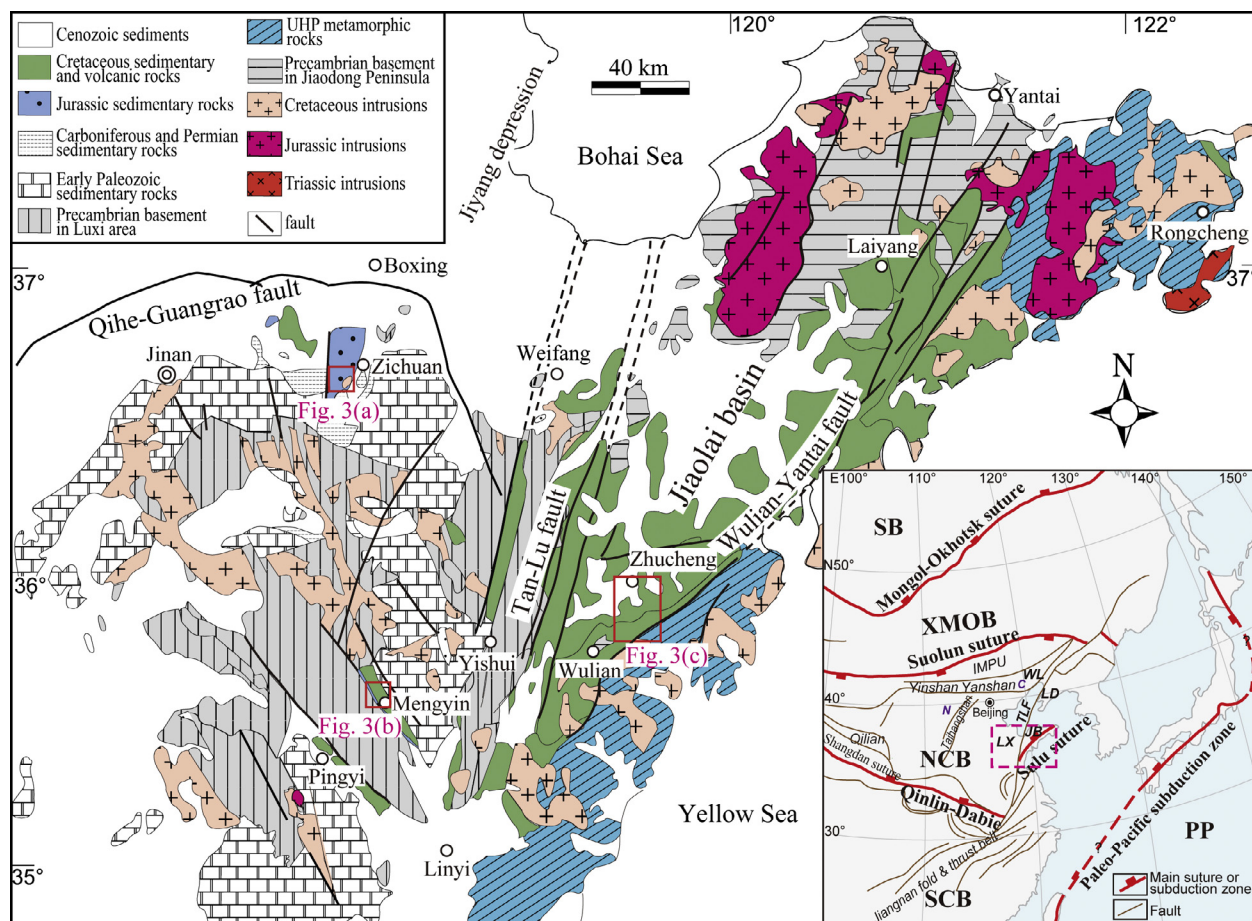 Cenozoic sediments
Cretaceous sedimentary
and volcanic rocks
Jurassic sedimentary rocks
Carboniferous and Permian
sedimentary rocks
Early Paleozoic
sedimentary rocks
Precambrian basement
in Luxi area
UHP metamorphic
rocks
Precambrian basement
in Jiaodong Peninsula
Cretaceous intrusions
Jurassic intrusions
Triassic intrusions
fault
120°
122°
40 km
Jiyang depression
Bohai Sea
Yantai
Laiyang
Rongcheng
37°
37°
Boxing
Qihe-Guangrao fault
Jinan
Zichuan
Fig. 3(a)
Weifang
N
Jiaolai basin
Wulian-Yantai fault
Tan-Lu fault
Zhucheng
36°
Yishui
Wulian
Fig. 3(c)
Mengyin
Fig. 3(b)
Pingyi
Yellow Sea
Linyi
35°
E100°
110°
120°
130°
140°
150°
SB
Mongol-Okhotsk suture
N50°
XMOB
Suolun suture
IMPU
WL
Yinshan Yanshan
C
40°
LD
N
Beijing
TLF
Taihangshan
JB
LX
Qilian
NCB
Sulu suture
Shangdan suture
Qinlin-Dabie
30°
PP
Paleo-Pacific subduction zone
?
?
liangnan fold & thrust belt
SCB
110°
120°
130°
Main suture or
subduction zone
Fault